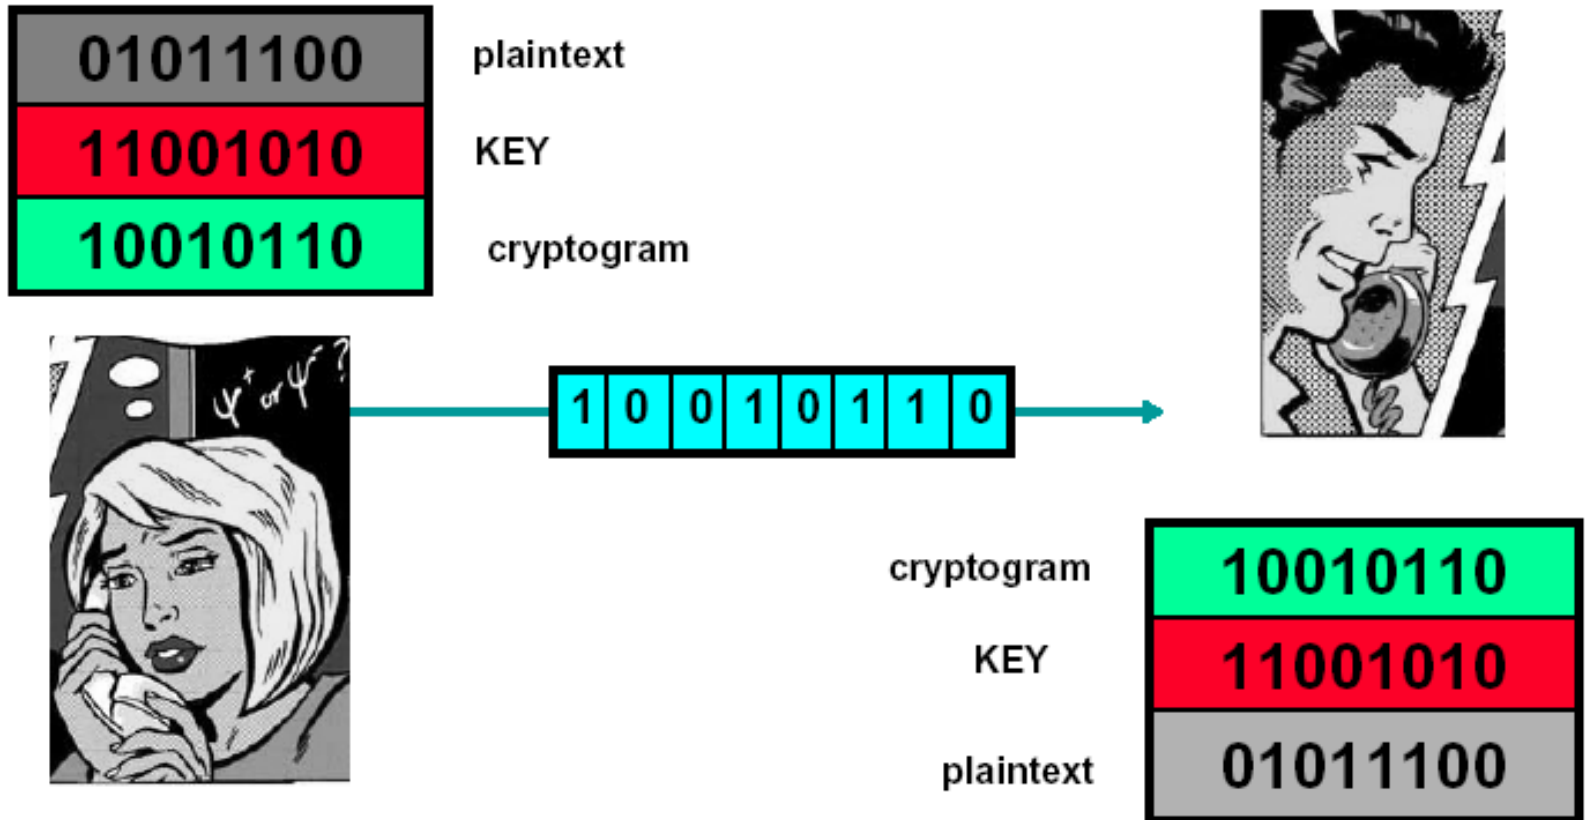 01011100 plaintext
11001010 KEY
10010110 cryptogram
ψ+ or ψ- ?
1 0 0 1 0 1 1 0
cryptogram 10010110
KEY 11001010
plaintext 01011100